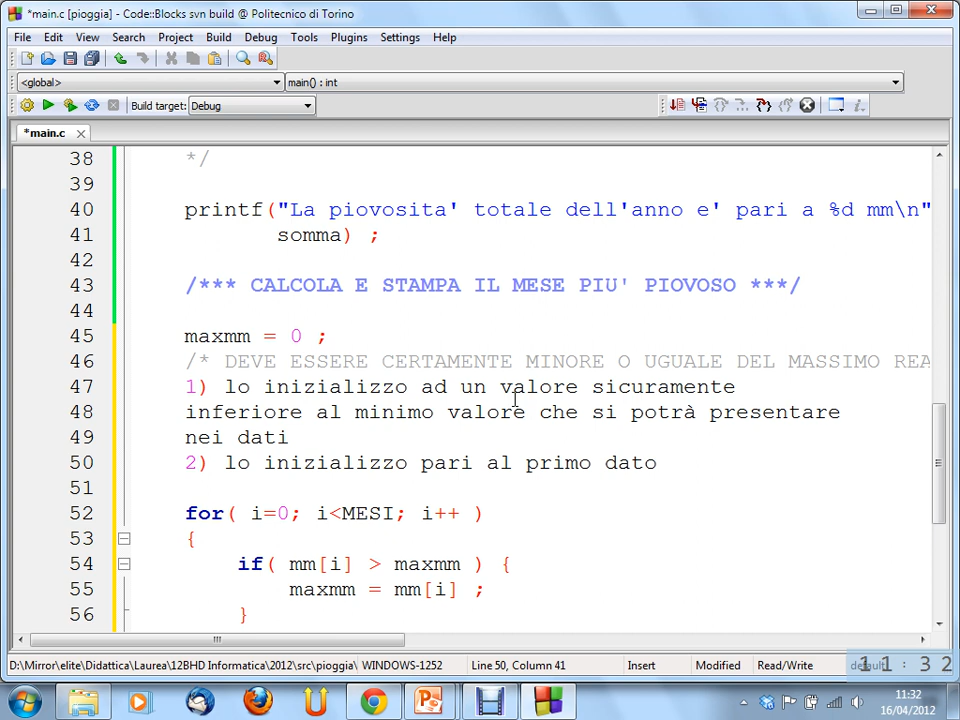 *main.c [pioggia] - Code::Blocks svn build @ Politecnico di Torino
File Edit View Search Project Build Debug Tools Plugins Settings Help
<global> main() : int
Build target: Debug
*main.c
38 */
39
40 printf("La piovosita' totale dell'anno e' pari a %d mm\n"
41 somma) ;
42
43 /*** CALCOLA E STAMPA IL MESE PIU' PIOVOSO ***/
44
45 maxmm = 0 ;
46 /* DEVE ESSERE CERTAMENTE MINORE O UGUALE DEL MASSIMO REA
47 1) lo inizializzo ad un valore sicuramente
48 inferiore al minimo valore che si potrà presentare
49 nei dati
50 2) lo inizializzo pari al primo dato
51
52 for( i=0; i<MESI; i++ )
53 {
54 if( mm[i] > maxmm ) {
55 maxmm = mm[i] ;
56 }
D:\Mirror\elite\Didattica\Laurea\12BHD Informatica\2012\src\pioggia\ WINDOWS-1252 Line 50, Column 41 Insert Modified Read/Write default
11:32
11:32
16/04/2012